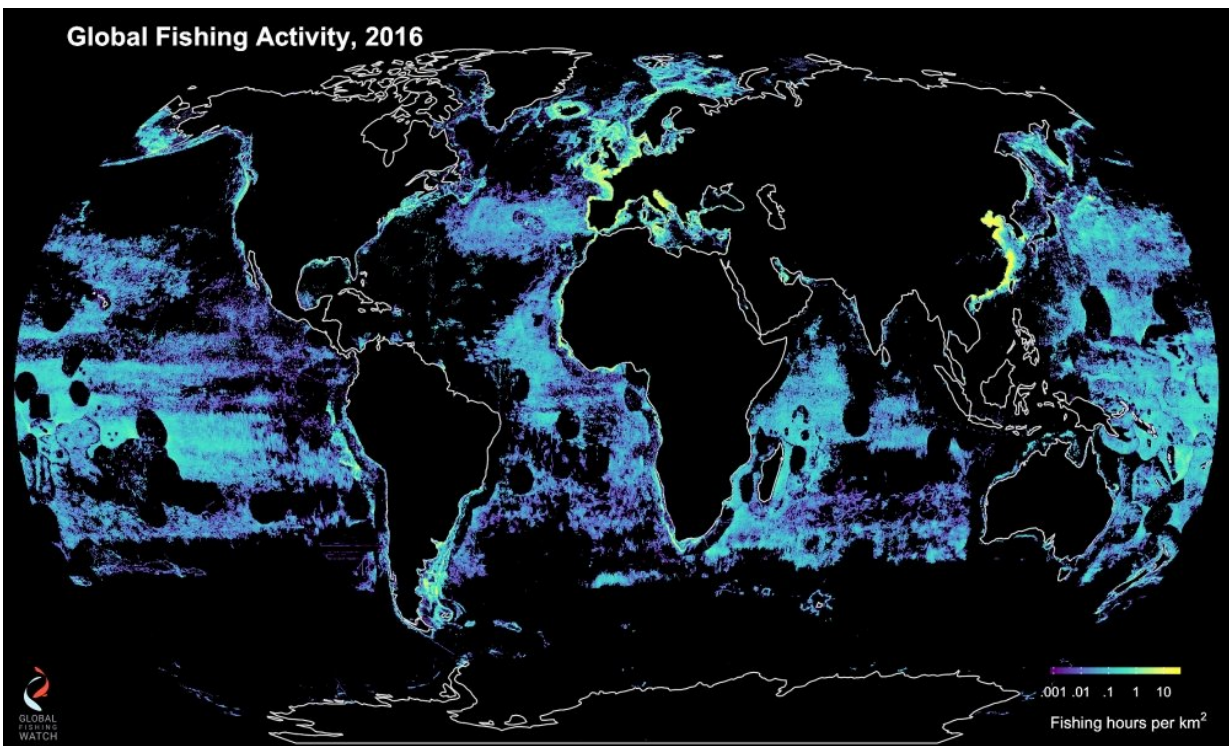 Global Fishing Activity, 2016
.001 .01 .1 1 10
Fishing hours per km²
GLOBAL
FISHING
WATCH